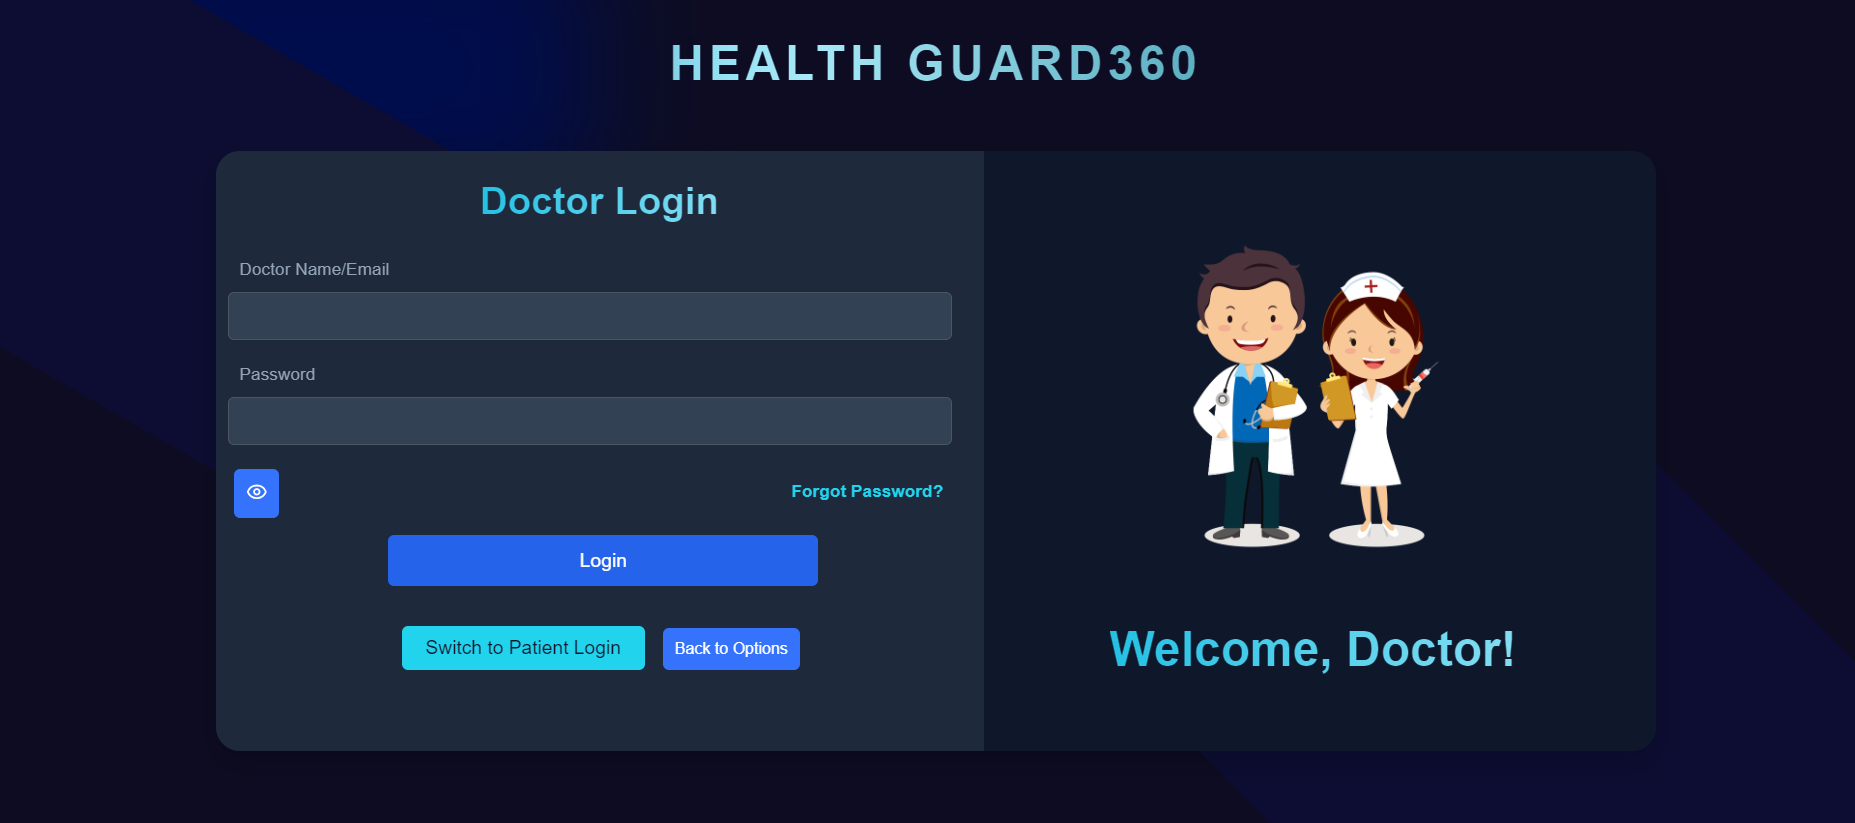 HEALTH GUARD360
Doctor Login
Doctor Name/Email
Password
Forgot Password?
Login
Switch to Patient Login
Back to Options
Welcome, Doctor!